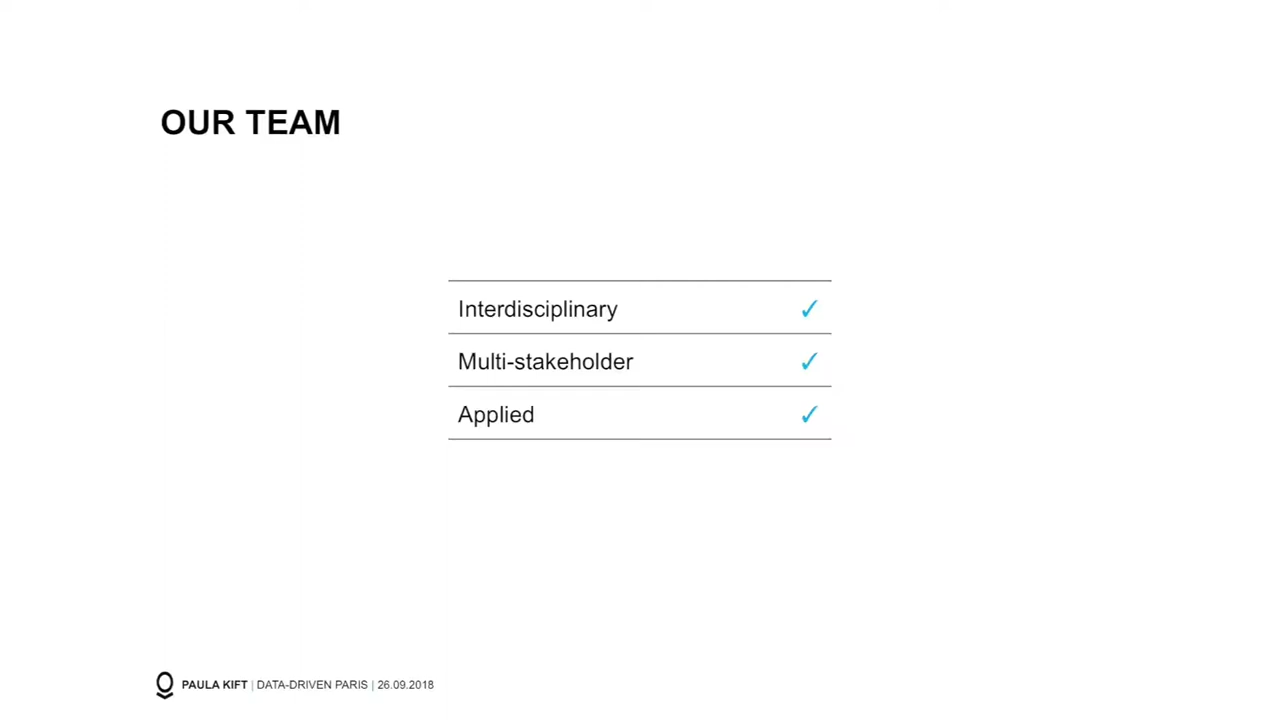 OUR TEAM
Interdisciplinary ✓
Multi-stakeholder ✓
Applied ✓
PAULA KIFT | DATA-DRIVEN PARIS | 26.09.2018